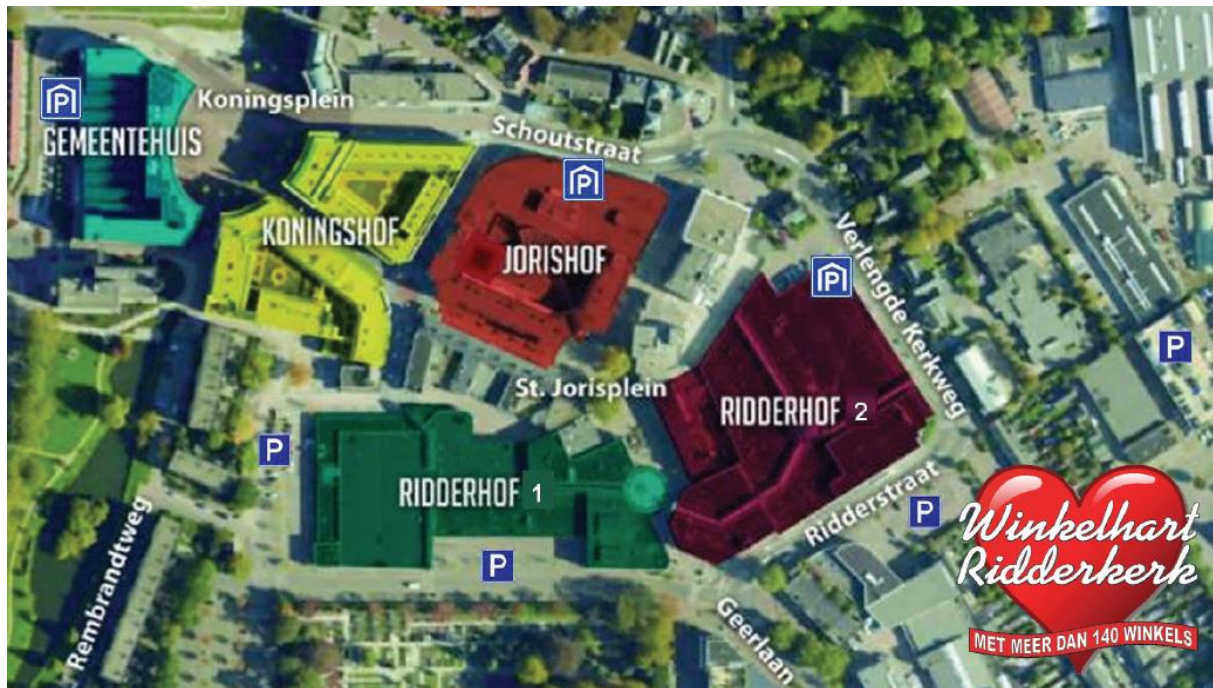 Koningsplein
P
GEMEENTEHUIS
Schoutstraat
P
KONINGSHOF
JORISHOF
Verlengde Kerkweg
P
P
St. Jorisplein
RIDDERHOF 2
P
RIDDERHOF 1
Ridderstraat
P
P
Rembrandtweg
Geerlaan
Winkelhart
Ridderkerk
MET MEER DAN 140 WINKELS